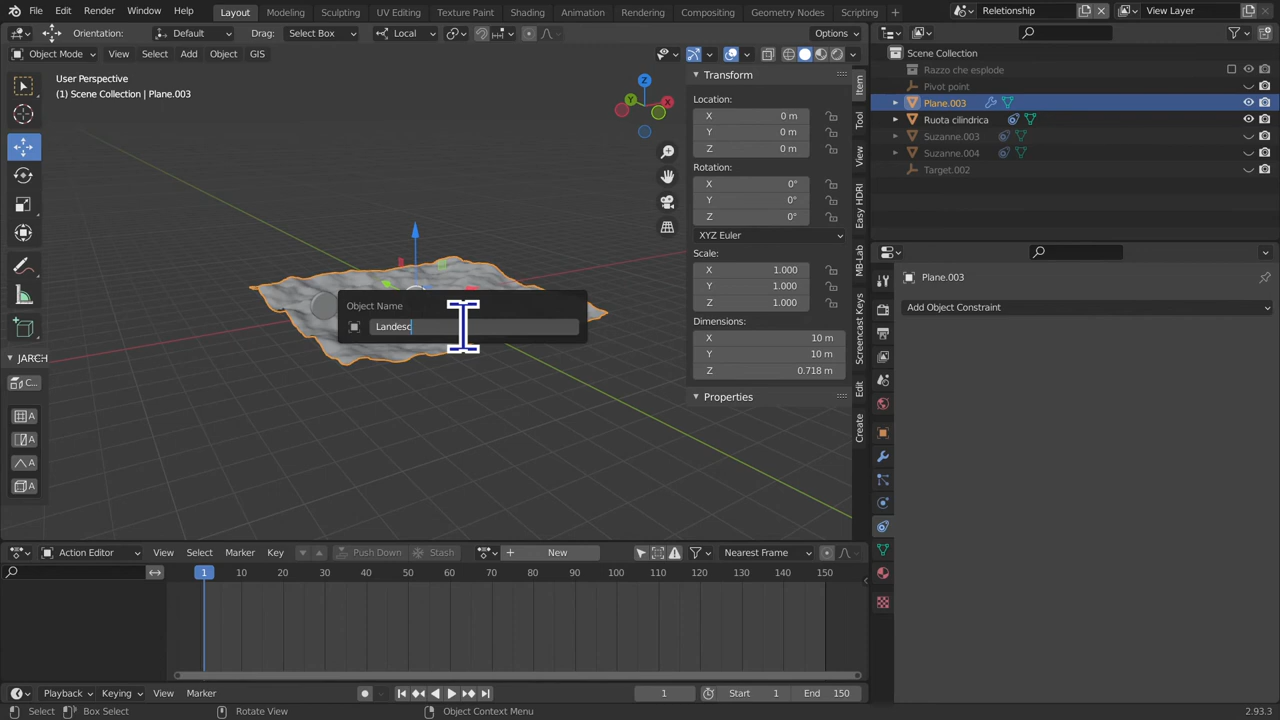 File Edit Render Window Help Layout Modeling Sculpting UV Editing Texture Paint Shading Animation Rendering Compositing Geometry Nodes Scripting Relationship View Layer
Orientation: Default Drag: Select Box Local Options
Object Mode View Select Add Object GIS
User Perspective
(1) Scene Collection | Plane.003
Z
Y
X
Transform
Location:
X 0 m
Y 0 m
Z 0 m
Rotation:
X 0°
Y 0°
Z 0°
XYZ Euler
Scale:
X 1.000
Y 1.000
Z 1.000
Dimensions:
X 10 m
Y 10 m
Z 0.718 m
Properties
Item
Tool
View
Easy HDRI
MB-Lab
Screencast Keys
Edit
Create
Object Name
Landesc
JARCH
C...
A
A
A
A
Scene Collection
Razzo che esplode
Pivot point
Plane.003
Ruota cilindrica
Suzanne.003
Suzanne.004
Target.002
Plane.003
Add Object Constraint
Action Editor View Select Marker Key Push Down Stash New Nearest Frame
1 10 20 30 40 50 60 70 80 90 100 110 120 130 140 150
Playback Keying View Marker 1 Start 1 End 150
Select Box Select Rotate View Object Context Menu 2.93.3